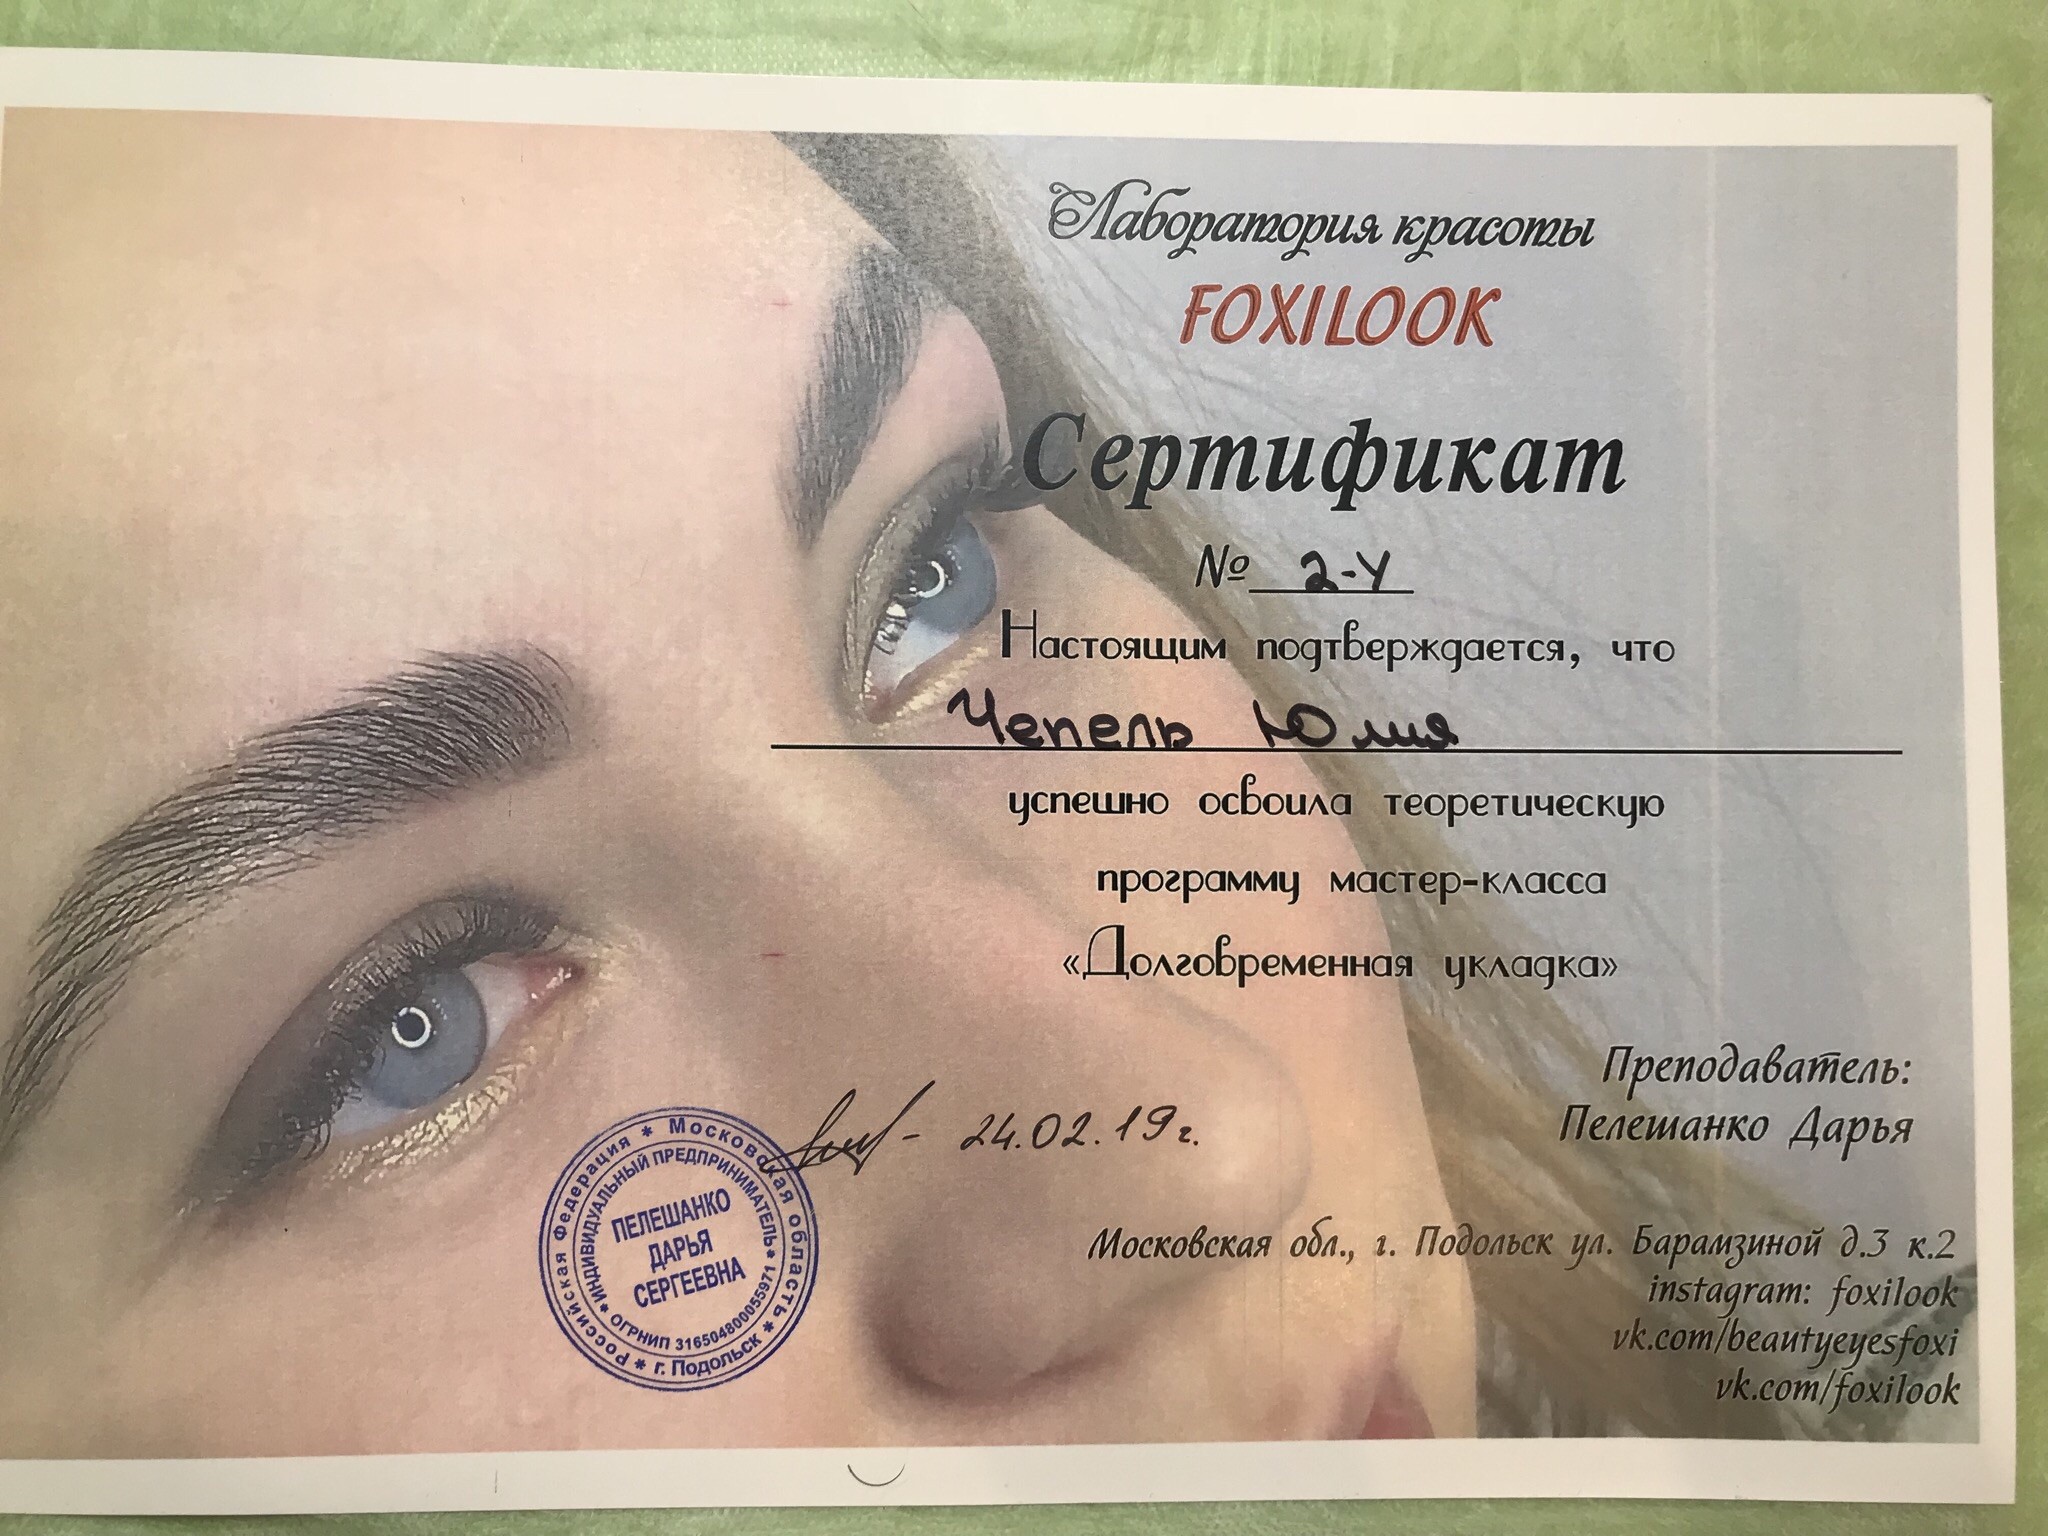 Лаборатория красоты
FOXILOOK
Сертификат
№ 2-У
Настоящим подтверждается, что
Чепель Юлия
успешно освоила теоретическую
программу мастер-класса
«Долговременная укладка»
Преподаватель:
Пелешанко Дарья
24.02.19г.
Российская Федерация * Московская область * г. Подольск *
ИНДИВИДУАЛЬНЫЙ ПРЕДПРИНИМАТЕЛЬ * ОГРНИП 316504800055971 *
ПЕЛЕШАНКО
ДАРЬЯ
СЕРГЕЕВНА
Московская обл., г. Подольск ул. Барамзиной д.3 к.2
instagram: foxilook
vk.com/beautyeyesfoxi
vk.com/foxilook